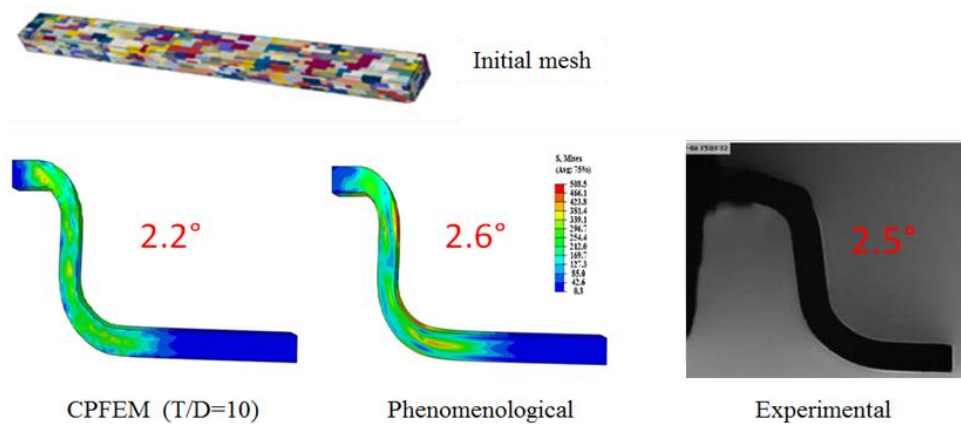 Initial mesh
S, Mises
(Avg: 75%)
508.5
466.1
423.8
381.4
339.1
296.7
254.4
212.0
169.7
127.3
85.0
42.6
0.3
2.2°
2.6°
2.5°
CPFEM (T/D=10)
Phenomenological
Experimental